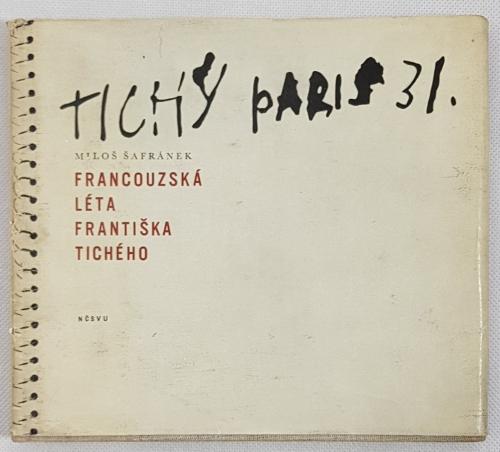 TICHÝ PARIS 31.
MILOŠ ŠAFRÁNEK
FRANCOUZSKÁ
LÉTA
FRANTIŠKA
TICHÉHO
NČSVU